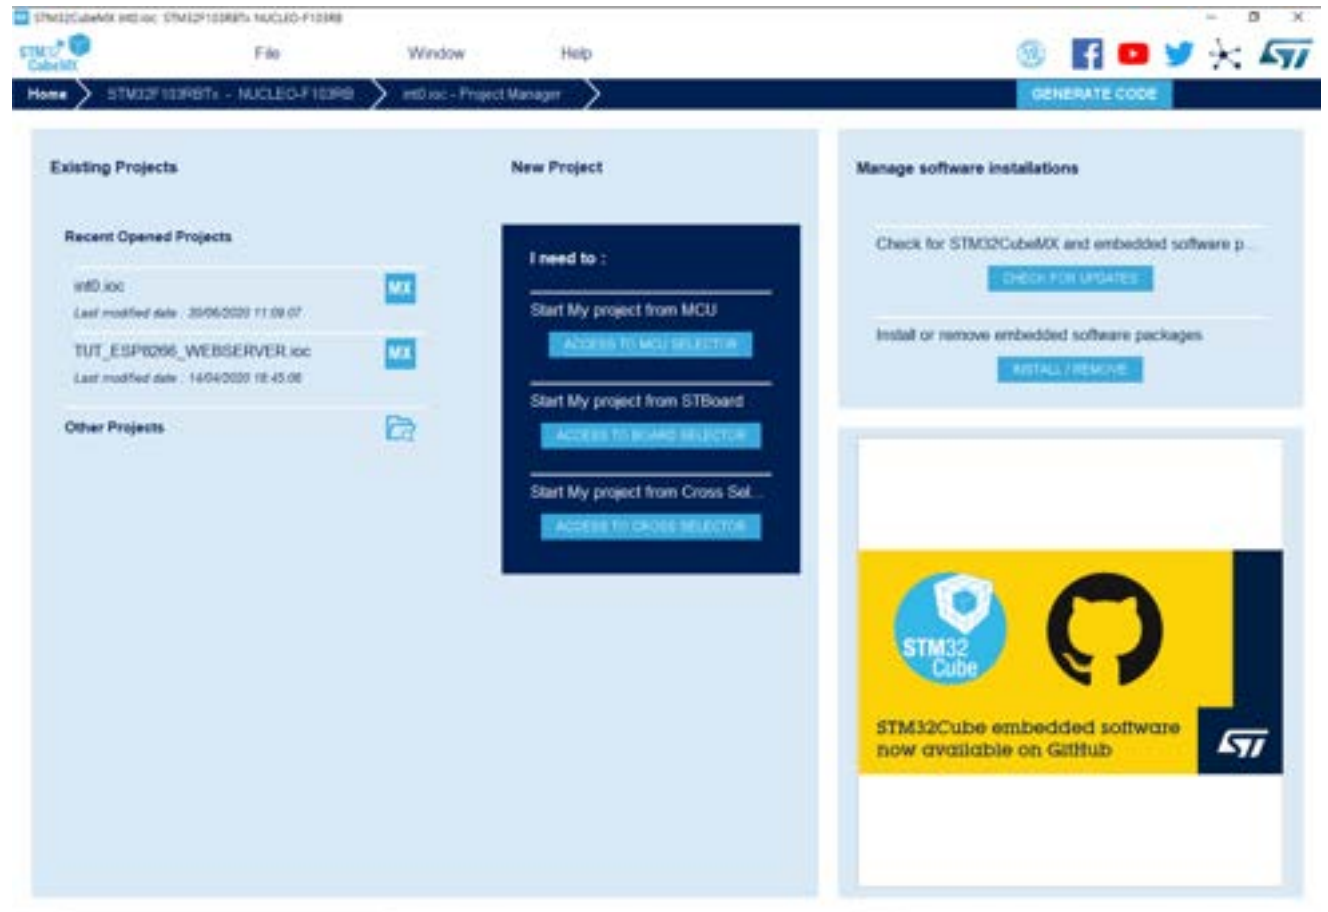 STM32CubeMX int0.ioc: STM32F103RBTx NUCLEO-F103RB
STM32
CubeMX
File
Window
Help
Home
STM32F103RBTx - NUCLEO-F103RB
int0.ioc - Project Manager
GENERATE CODE
Existing Projects
Recent Opened Projects
int0.ioc
MX
Last modified date : 30/06/2020 11:09:07
TUT_ESP8266_WEBSERVER.ioc
MX
Last modified date : 14/04/2020 18:45:06
Other Projects
New Project
I need to :
Start My project from MCU
ACCESS TO MCU SELECTOR
Start My project from STBoard
ACCESS TO BOARD SELECTOR
Start My project from Cross Sel...
ACCESS TO CROSS SELECTOR
Manage software installations
Check for STM32CubeMX and embedded software p...
CHECK FOR UPDATES
Install or remove embedded software packages
INSTALL / REMOVE
STM32
Cube
STM32Cube embedded software
now available on GitHub
ST